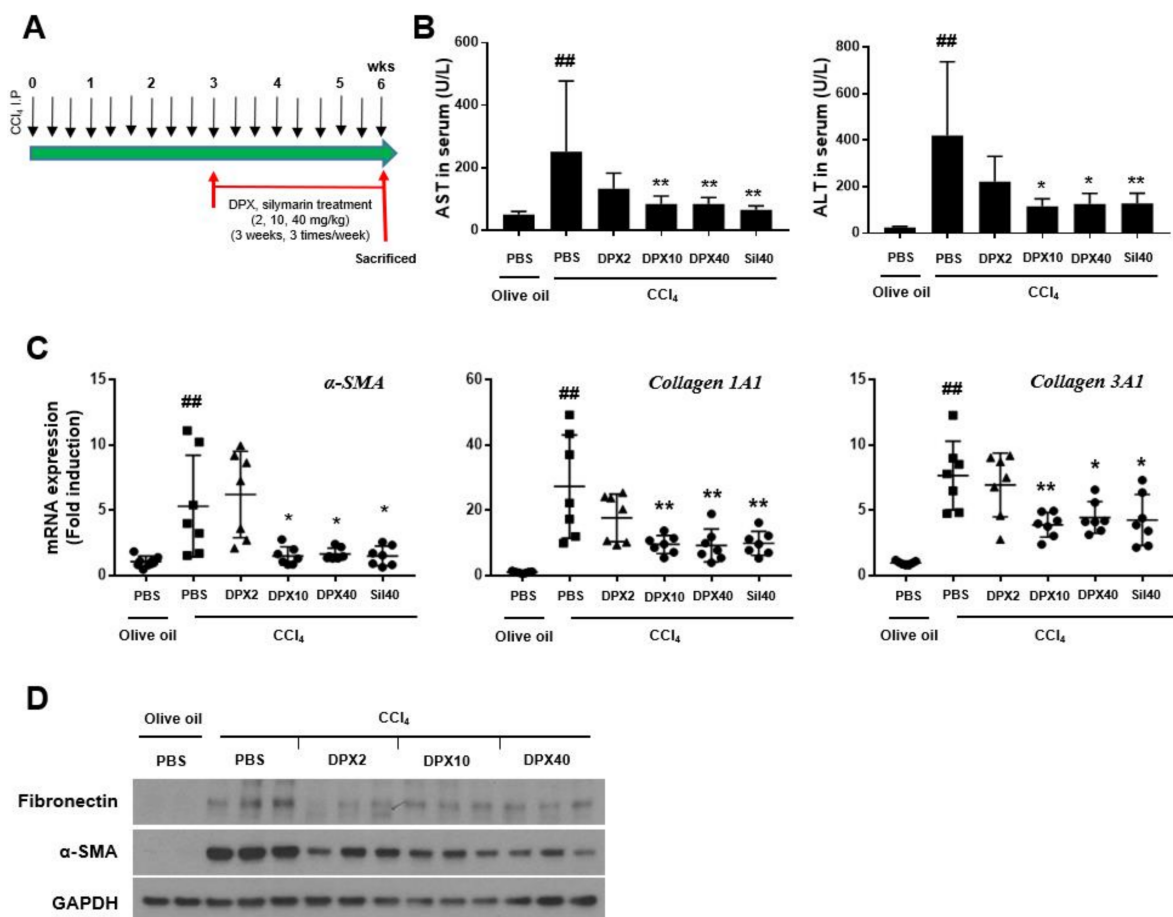 A
wks
0 1 2 3 4 5 6
CCl₄ I.P
DPX, silymarin treatment
(2, 10, 40 mg/kg)
(3 weeks, 3 times/week)
Sacrificed
B
AST in serum (U/L)
600
400
200
0
##
** ** **
PBS PBS DPX2 DPX10 DPX40 Sil40
Olive oil CCl₄
ALT in serum (U/L)
800
600
400
200
0
##
* * **
PBS PBS DPX2 DPX10 DPX40 Sil40
Olive oil CCl₄
C
mRNA expression
(Fold induction)
α-SMA
15
10
5
0
##
* * *
PBS PBS DPX2 DPX10 DPX40 Sil40
Olive oil CCl₄
Collagen 1A1
60
40
20
0
##
** ** **
PBS PBS DPX2 DPX10 DPX40 Sil40
Olive oil CCl₄
Collagen 3A1
15
10
5
0
##
** * *
PBS PBS DPX2 DPX10 DPX40 Sil40
Olive oil CCl₄
D
Olive oil CCl₄
PBS PBS DPX2 DPX10 DPX40
Fibronectin
α-SMA
GAPDH